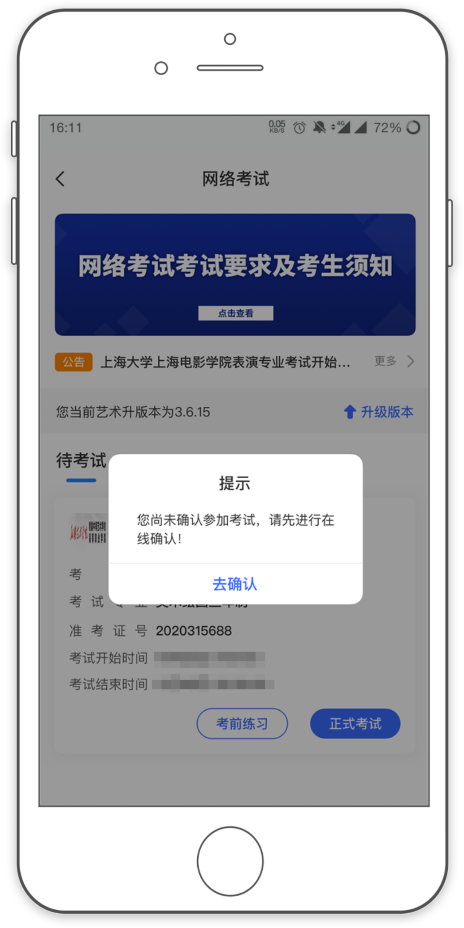 16:11
0.05
KB/S
4G
72%
网络考试
网络考试考试要求及考生须知
点击查看
公告 上海大学上海电影学院表演专业考试开始... 更多
您当前艺术升版本为3.6.15 升级版本
待考试
提示
您尚未确认参加考试，请先进行在
线确认！
去确认
考
考试专业
准考证号 2020315688
考试开始时间
考试结束时间
考前练习 正式考试